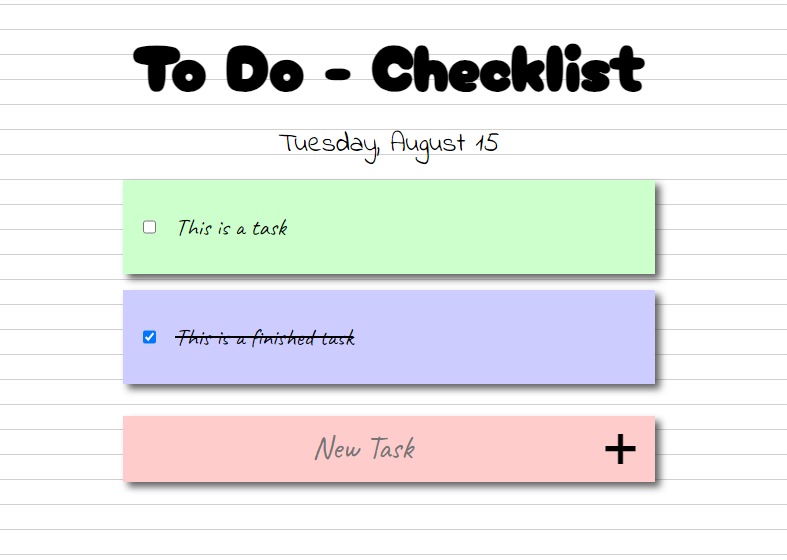 To Do - Checklist
Tuesday, August 15
This is a task
This is a finished task
New Task +